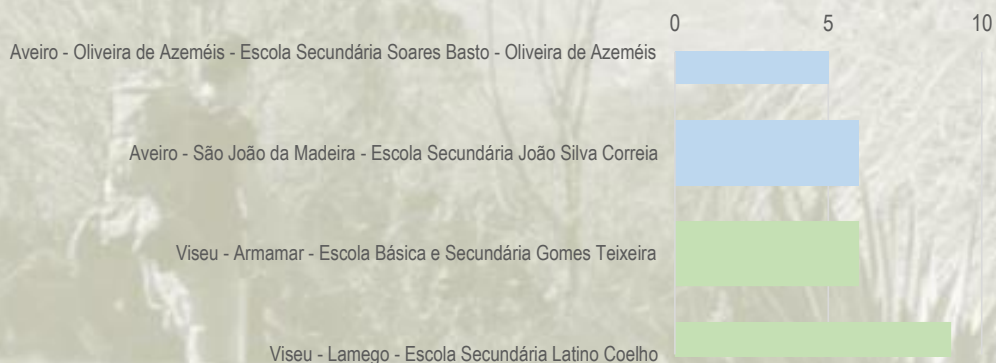 0 5 10
Aveiro - Oliveira de Azeméis - Escola Secundária Soares Basto - Oliveira de Azeméis
Aveiro - São João da Madeira - Escola Secundária João Silva Correia
Viseu - Armamar - Escola Básica e Secundária Gomes Teixeira
Viseu - Lamego - Escola Secundária Latino Coelho